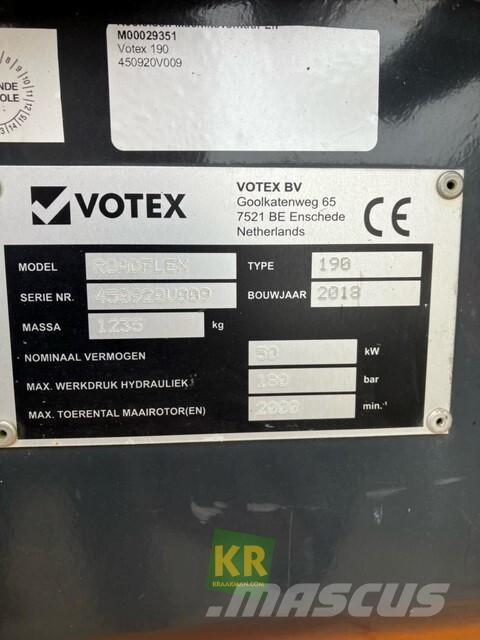 M00029351
Votex 190
450920V009
NDE
OLE
VOTEX
VOTEX BV
Goolkatenweg 65
7521 BE Enschede
Netherlands
CE
MODEL ROADFLEX TYPE 190
SERIE NR. 450920V009 BOUWJAAR 2018
MASSA 1235 kg
NOMINAAL VERMOGEN 50 kW
MAX. WERKDRUK HYDRAULIEK 180 bar
MAX. TOERENTAL MAAIROTOR(EN) 2000 min.⁻¹
KR
KRAAKMAN.COM
MASCUS